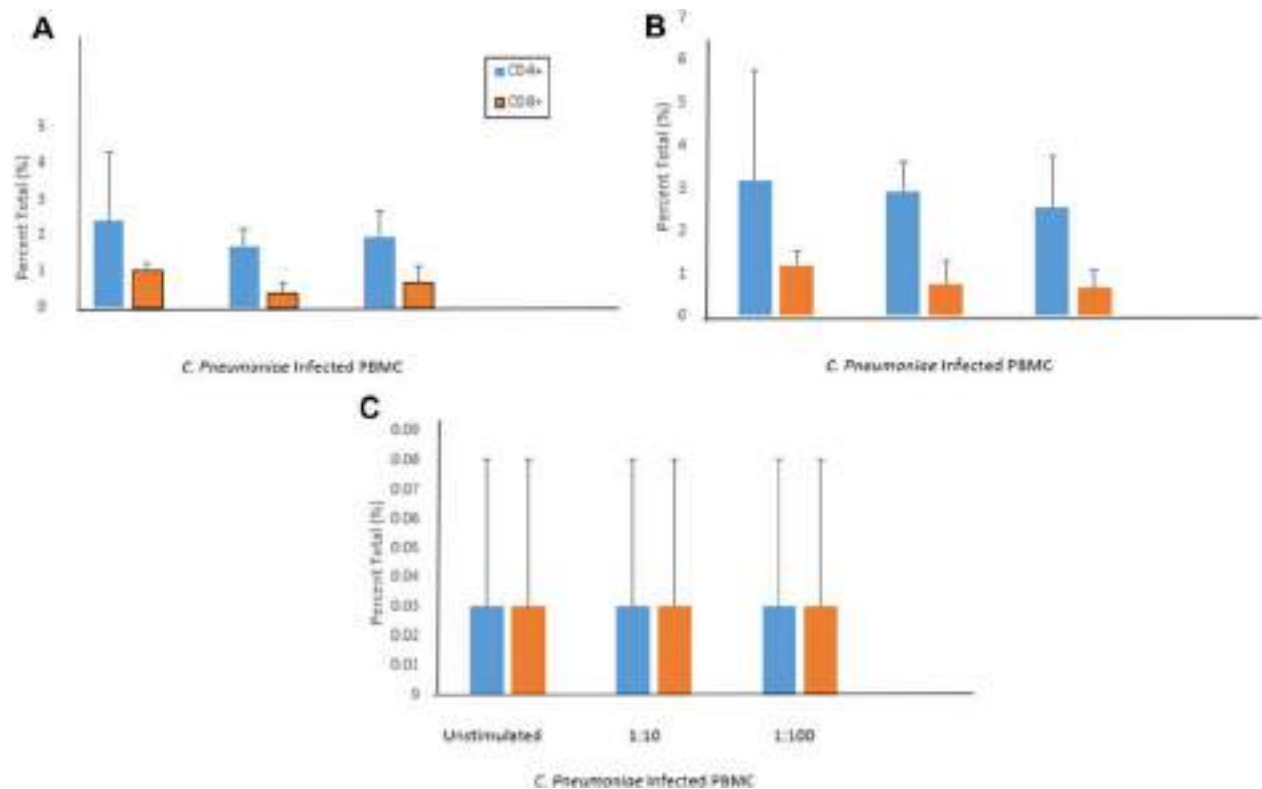 A
CD4+
CD8+
Percent Total (%)
5
4
3
2
1
0
C. Pneumoniae Infected PBMC
B
Percent Total (%)
7
6
5
4
3
2
1
0
C. Pneumoniae Infected PBMC
C
Percent Total (%)
0.09
0.08
0.07
0.06
0.05
0.04
0.03
0.02
0.01
0
Unstimulated 1:10 1:100
C. Pneumoniae Infected PBMC